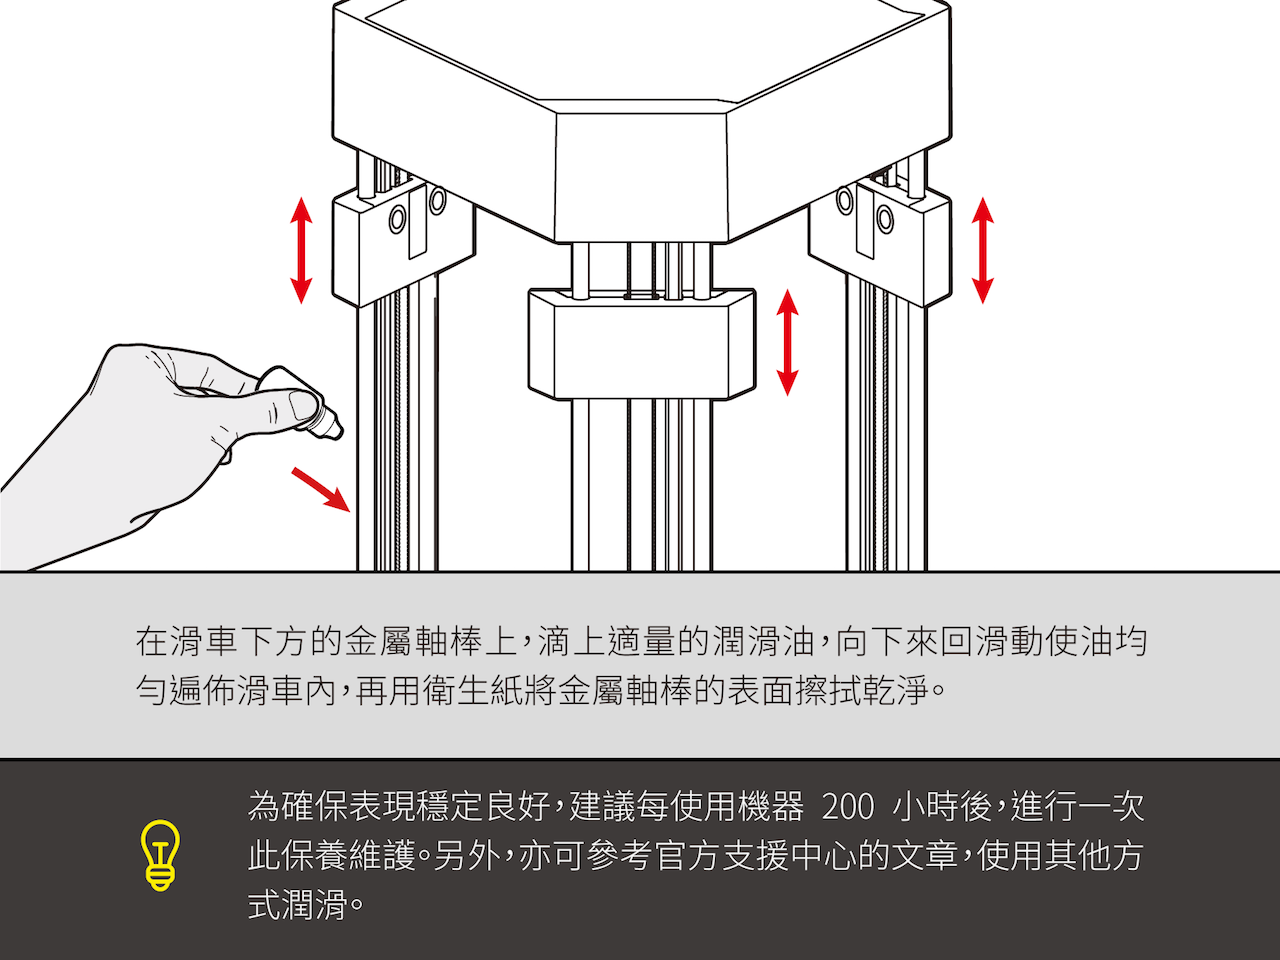 在滑車下方的金屬軸棒上，滴上適量的潤滑油，向下來回滑動使油均
勻遍佈滑車內，再用衛生紙將金屬軸棒的表面擦拭乾淨。
為確保表現穩定良好，建議每使用機器 200 小時後，進行一次
此保養維護。另外，亦可參考官方支援中心的文章，使用其他方
式潤滑。